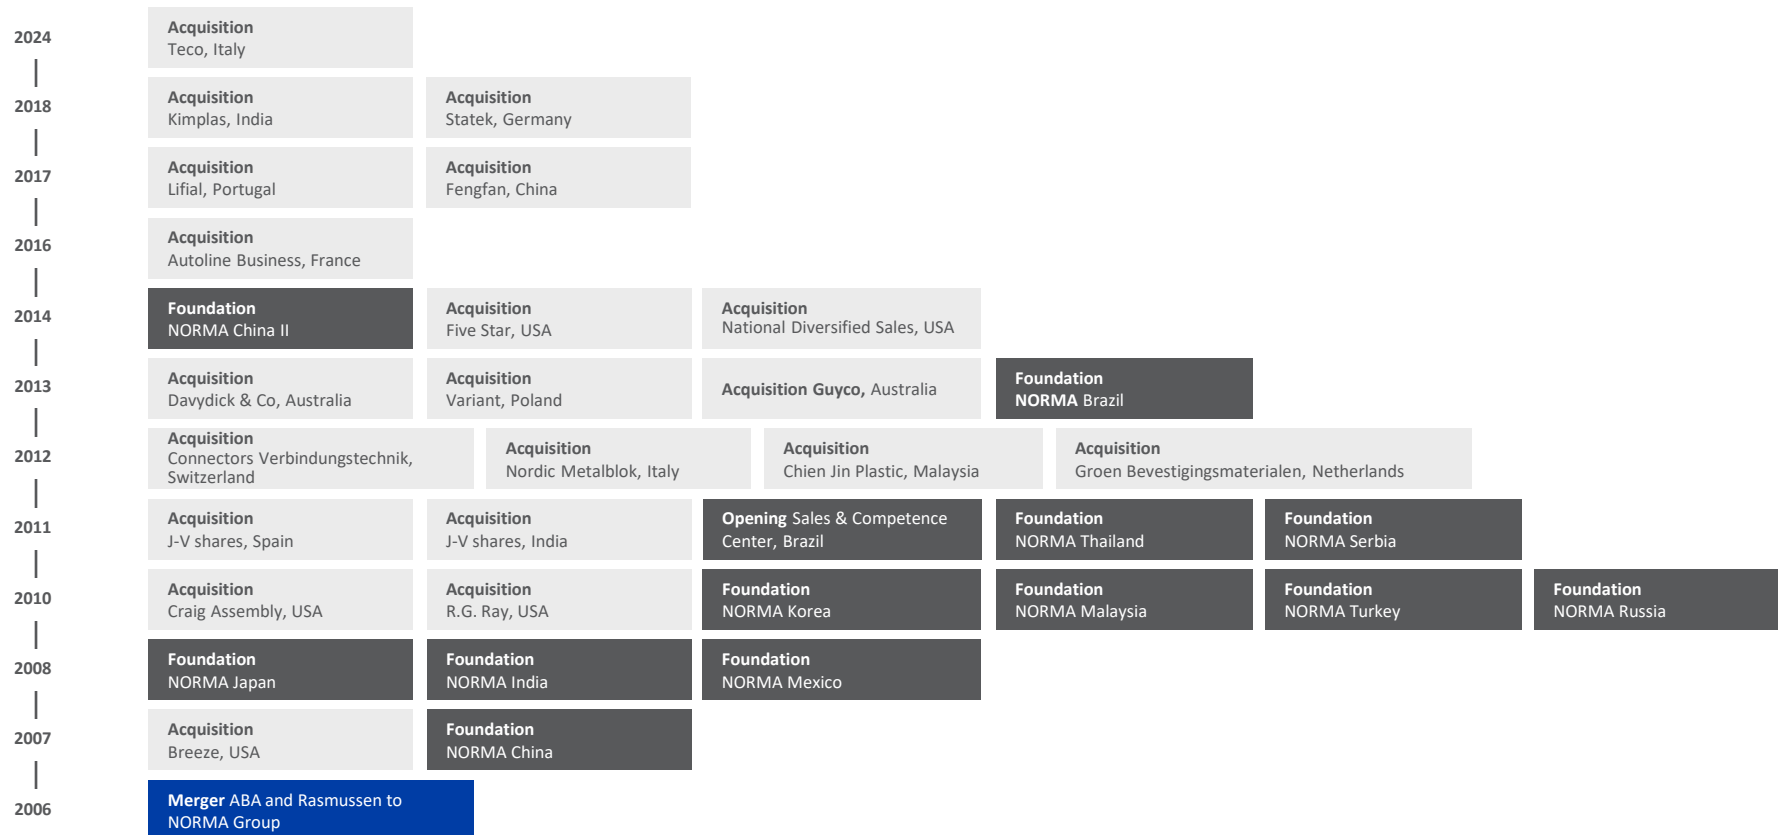 2024
Acquisition
Teco, Italy
2018
Acquisition
Kimplas, India
Acquisition
Statek, Germany
2017
Acquisition
Lifial, Portugal
Acquisition
Fengfan, China
2016
Acquisition
Autoline Business, France
2014
Foundation
NORMA China II
Acquisition
Five Star, USA
Acquisition
National Diversified Sales, USA
2013
Acquisition
Davydick & Co, Australia
Acquisition
Variant, Poland
Acquisition Guyco, Australia
Foundation
NORMA Brazil
2012
Acquisition
Connectors Verbindungstechnik,
Switzerland
Acquisition
Nordic Metalblok, Italy
Acquisition
Chien Jin Plastic, Malaysia
Acquisition
Groen Bevestigingsmaterialen, Netherlands
2011
Acquisition
J-V shares, Spain
Acquisition
J-V shares, India
Opening Sales & Competence
Center, Brazil
Foundation
NORMA Thailand
Foundation
NORMA Serbia
2010
Acquisition
Craig Assembly, USA
Acquisition
R.G. Ray, USA
Foundation
NORMA Korea
Foundation
NORMA Malaysia
Foundation
NORMA Turkey
Foundation
NORMA Russia
2008
Foundation
NORMA Japan
Foundation
NORMA India
Foundation
NORMA Mexico
2007
Acquisition
Breeze, USA
Foundation
NORMA China
2006
Merger ABA and Rasmussen to
NORMA Group